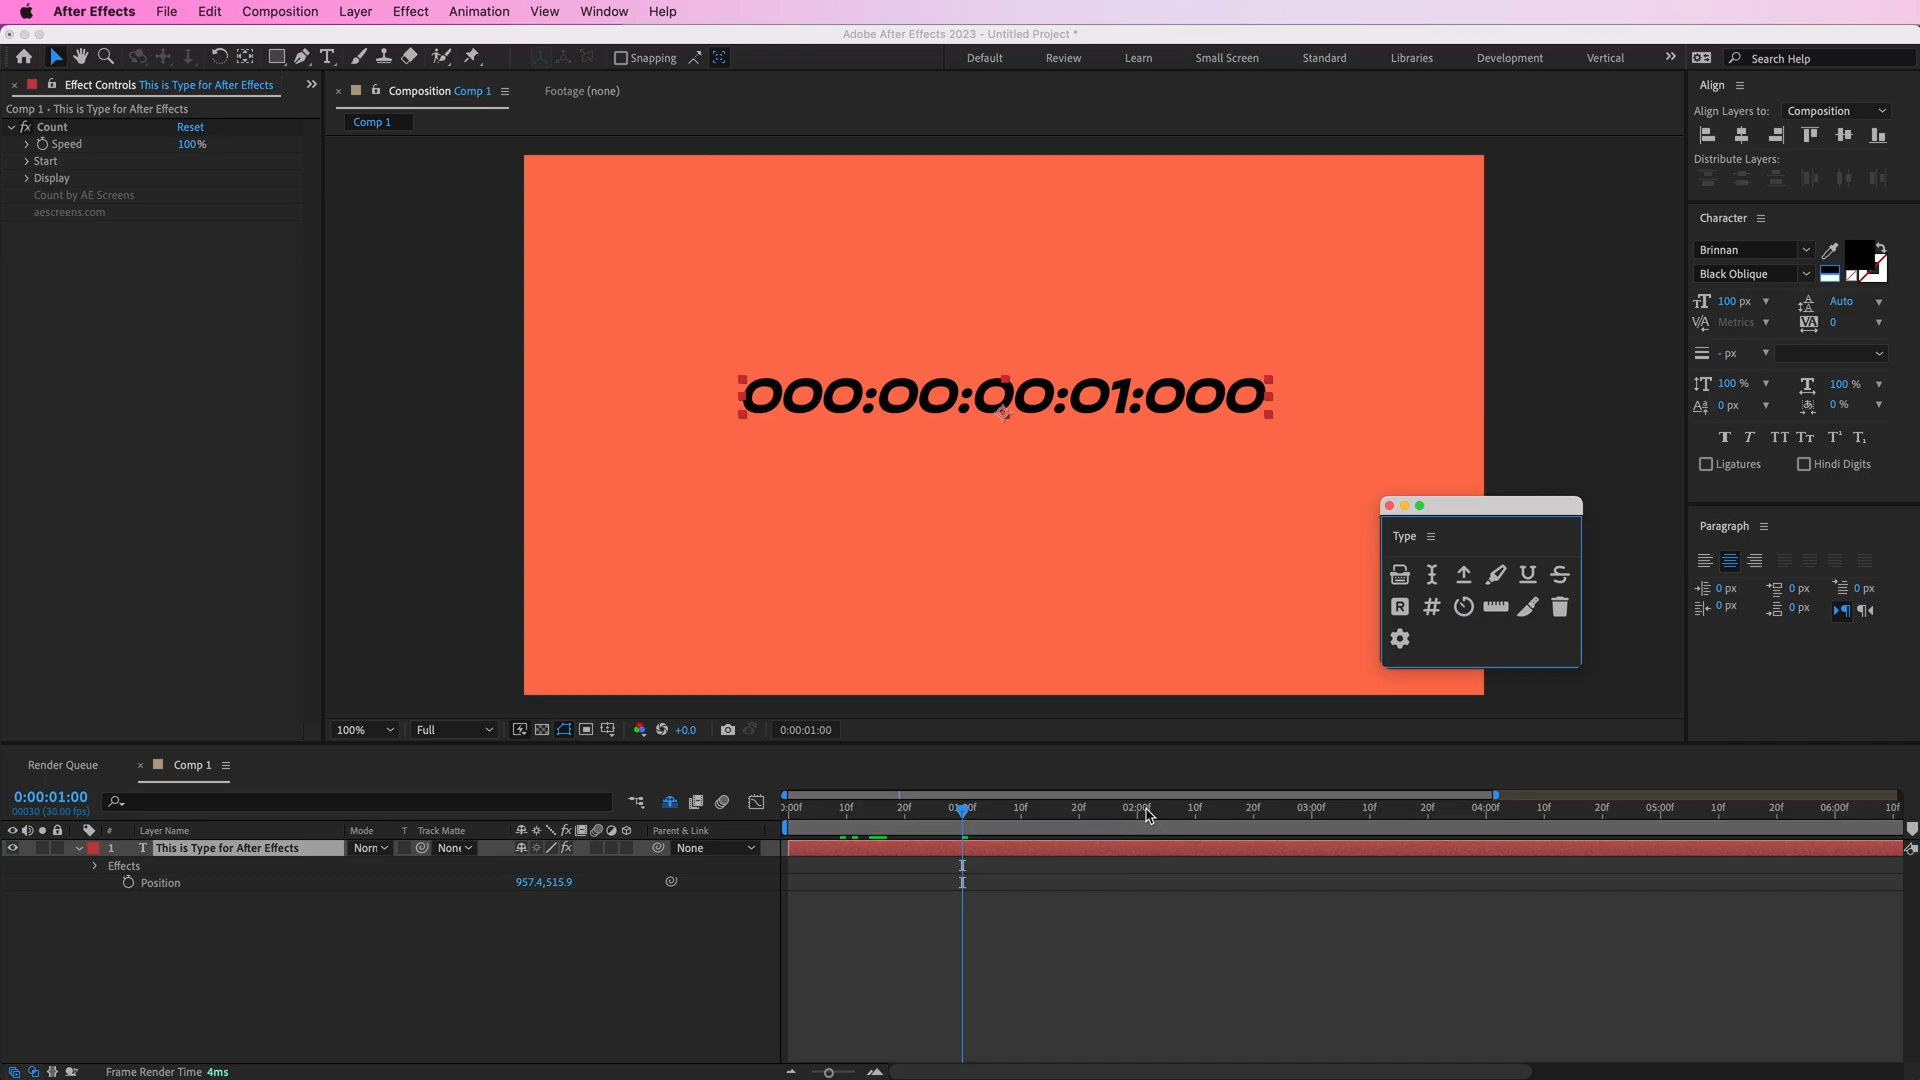 After Effects File Edit Composition Layer Effect Animation View Window Help
Adobe After Effects 2023 - Untitled Project *
Snapping Default Review Learn Small Screen Standard Libraries Development Vertical Search Help
Effect Controls This is Type for After Effects
Composition Comp 1
Footage (none)
Comp 1 • This is Type for After Effects
Comp 1
fx Count Reset
Speed 100%
Start
Display
Count by AE Screens
aescreens.com
000:00:00:01:000
Type
Align
Align Layers to: Composition
Distribute Layers:
Character
Brinnan
Black Oblique
100 px Auto
Metrics 0
- px
100 % 100 %
0 px 0 %
Ligatures Hindi Digits
Paragraph
0 px 0 px 0 px
0 px 0 px
100% Full +0.0 0:00:01:00
Render Queue Comp 1
0:00:01:00
00030 (30.00 fps)
0:00f 10f 20f 01:00f 10f 20f 02:00f 10f 20f 03:00f 10f 20f 04:00f 10f 20f 05:00f 10f 20f 06:00f 10f
# Layer Name Mode T Track Matte fx Parent & Link
1 T This is Type for After Effects Norn None fx None
Effects
Position 957.4,515.9
Frame Render Time 4ms